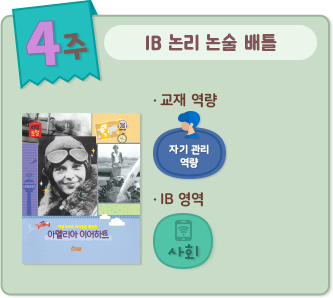 4주
IB 논리 논술 배틀
· 교재 역량
자기 관리
역량
· IB 영역
사회
아멜리아 이어하트